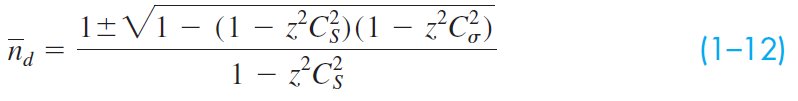 n̄_d = (1 ± √(1 − (1 − z²C_S²)(1 − z²C_σ²))) / (1 − z²C_S²) (1–12)